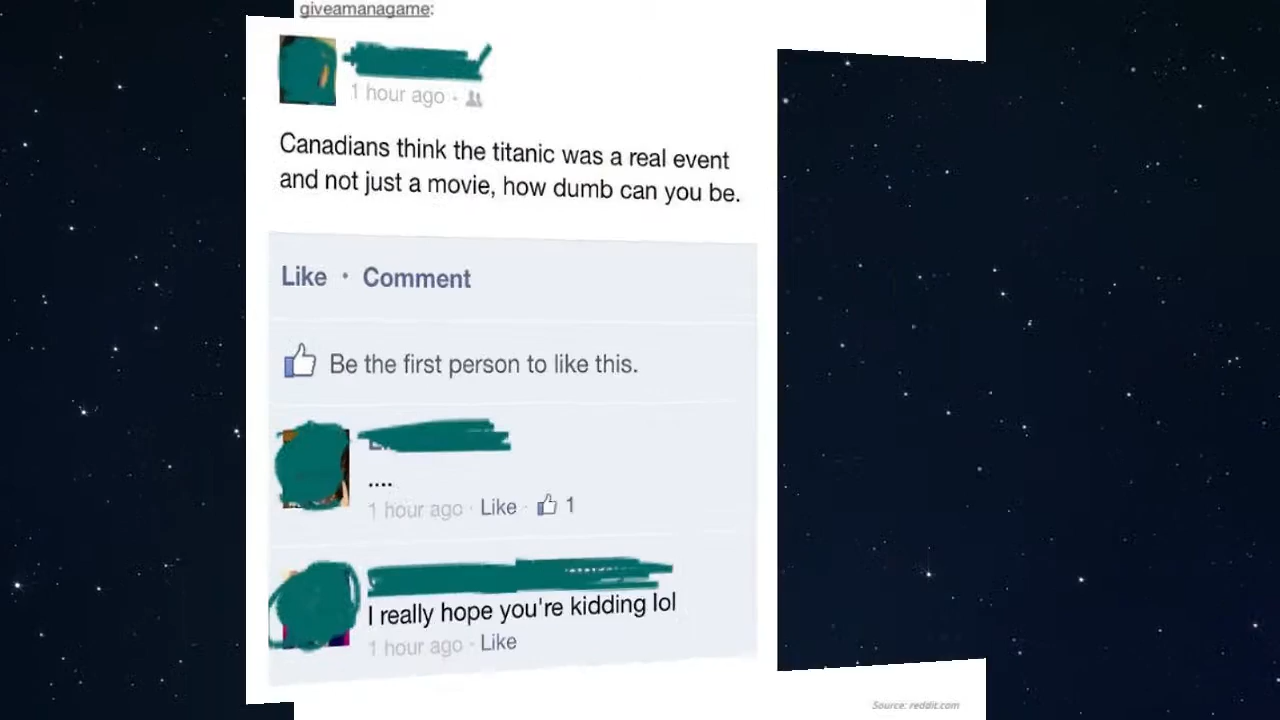 giveamanagame:
1 hour ago ·
Canadians think the titanic was a real event
and not just a movie, how dumb can you be.
Like · Comment
Be the first person to like this.
....
1 hour ago · Like · 1
I really hope you're kidding lol
1 hour ago · Like
Source: reddit.com